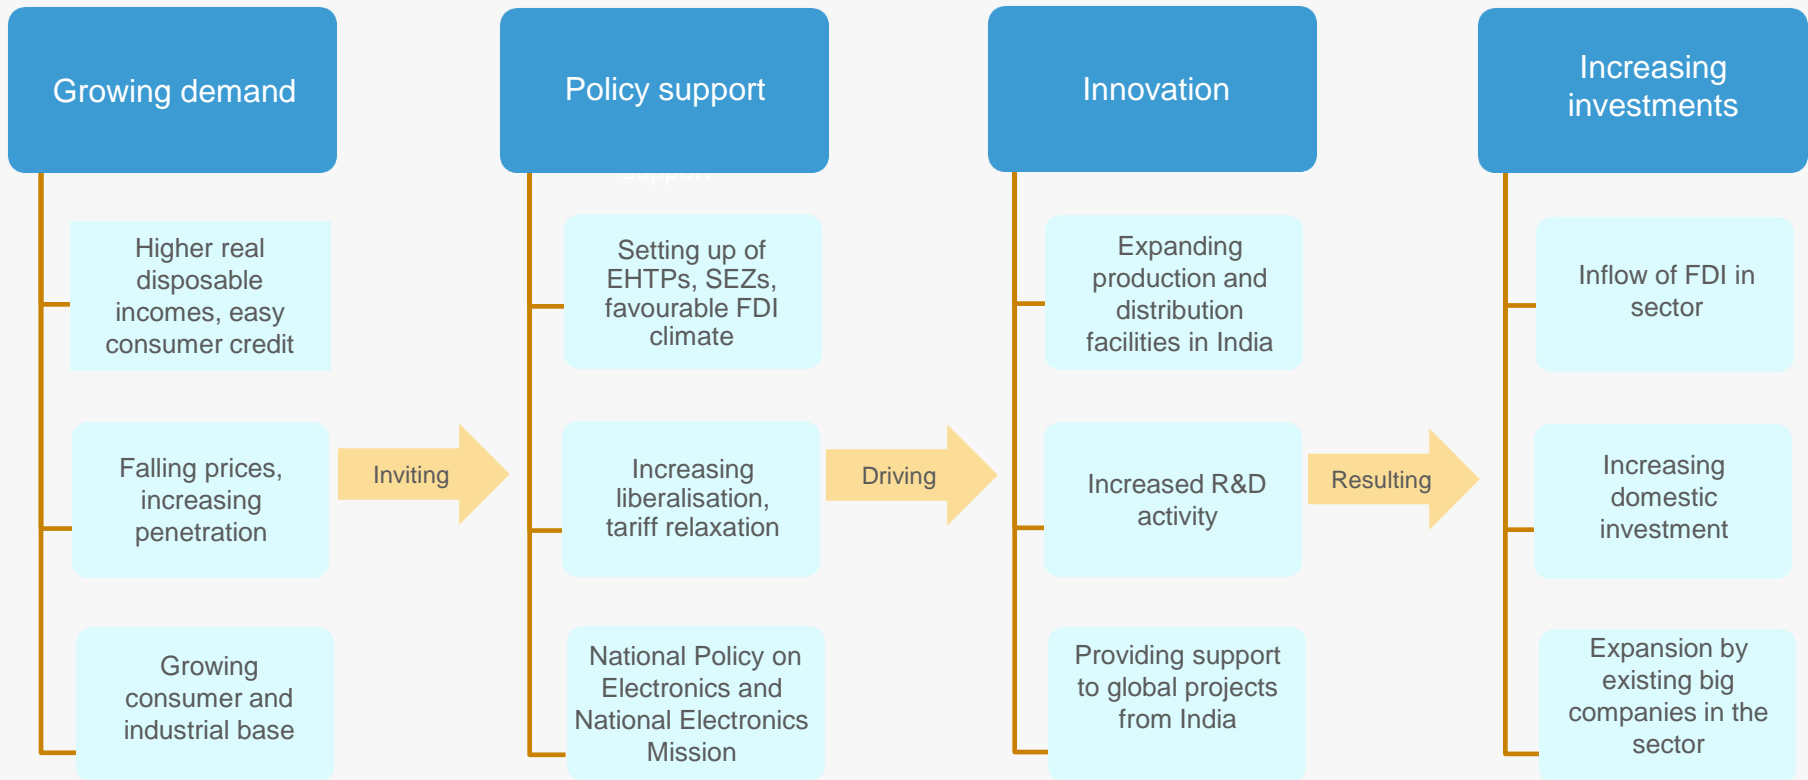 Growing demand
Higher real
disposable
incomes, easy
consumer credit
Falling prices,
increasing
penetration
Growing
consumer and
industrial base
Inviting
Policy support
support
Setting up of
EHTPs, SEZs,
favourable FDI
climate
Increasing
liberalisation,
tariff relaxation
National Policy on
Electronics and
National Electronics
Mission
Driving
Innovation
Expanding
production and
distribution
facilities in India
Increased R&D
activity
Providing support
to global projects
from India
Resulting
Increasing
investments
Inflow of FDI in
sector
Increasing
domestic
investment
Expansion by
existing big
companies in the
sector